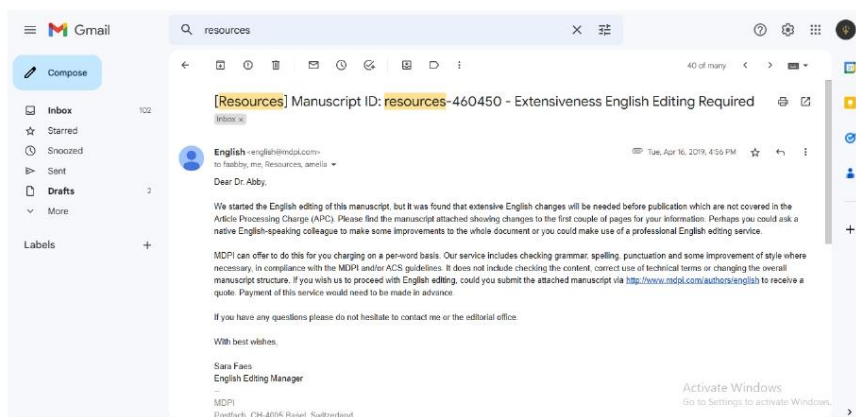 Gmail
resources
Compose
40 of many
[Resources] Manuscript ID: resources-460450 - Extensiveness English Editing Required
Inbox x
Inbox 102
Starred
Snoozed
Sent
Drafts 2
More
Labels
English <english@mdpi.com>
Tue, Apr 16, 2019, 4:56 PM
to fsabby, me, Resources, amelia
Dear Dr. Abby,
We started the English editing of this manuscript, but it was found that extensive English changes will be needed before publication which are not covered in the
Article Processing Charge (APC). Please find the manuscript attached showing changes to the first couple of pages for your information. Perhaps you could ask a
native English-speaking colleague to make some improvements to the whole document or you could make use of a professional English editing service.
MDPI can offer to do this for you charging on a per-word basis. Our service includes checking grammar, spelling, punctuation and some improvement of style where
necessary, in compliance with the MDPI and/or ACS guidelines. It does not include checking the content, correct use of technical terms or changing the overall
manuscript structure. If you wish us to proceed with English editing, could you submit the attached manuscript via http://www.mdpi.com/authors/english to receive a
quote. Payment of this service would need to be made in advance.
If you have any questions please do not hesitate to contact me or the editorial office.
With best wishes,
Sara Faes
English Editing Manager
--
MDPI
Postfach, CH-4005 Basel, Switzerland
Activate Windows
Go to Settings to activate Windows.